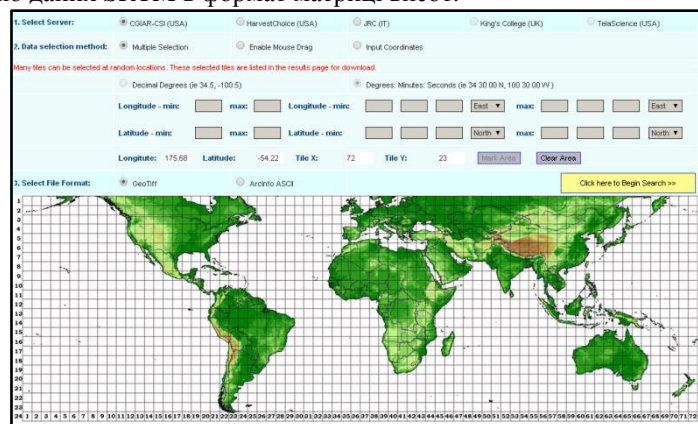 1. Select Server: CGIAR-CSI (USA) HarvestChoice (USA) JRC (IT) King's College (UK) TelaScience (USA)
2. Data selection method: Multiple Selection Enable Mouse Drag Input Coordinates
Many tiles can be selected at random locations. These selected tiles are listed in the results page for download.
Decimal Degrees (ie 34.5, -100.5) Degrees: Minutes: Seconds (ie 34 30 00 N, 100 30 00 W)
Longitude - min: max: Longitude - min: East ▼ max: East ▼
Latitude - min: max: Latitude - min: North ▼ max: North ▼
Longitute: 175.68 Latitude: -54.22 Tile X: 72 Tile Y: 23 Mark Area Clear Area
3. Select File Format: GeoTiff ArcInfo ASCII Click here to Begin Search >>
1
2
3
4
5
6
7
8
9
10
11
12
13
14
15
16
17
18
19
20
21
22
23
24 1 2 3 4 5 6 7 8 9 10 11 12 13 14 15 16 17 18 19 20 21 22 23 24 25 26 27 28 29 30 31 32 33 34 35 36 37 38 39 40 41 42 43 44 45 46 47 48 49 50 51 52 53 54 55 56 57 58 59 60 61 62 63 64 65 66 67 68 69 70 71 72